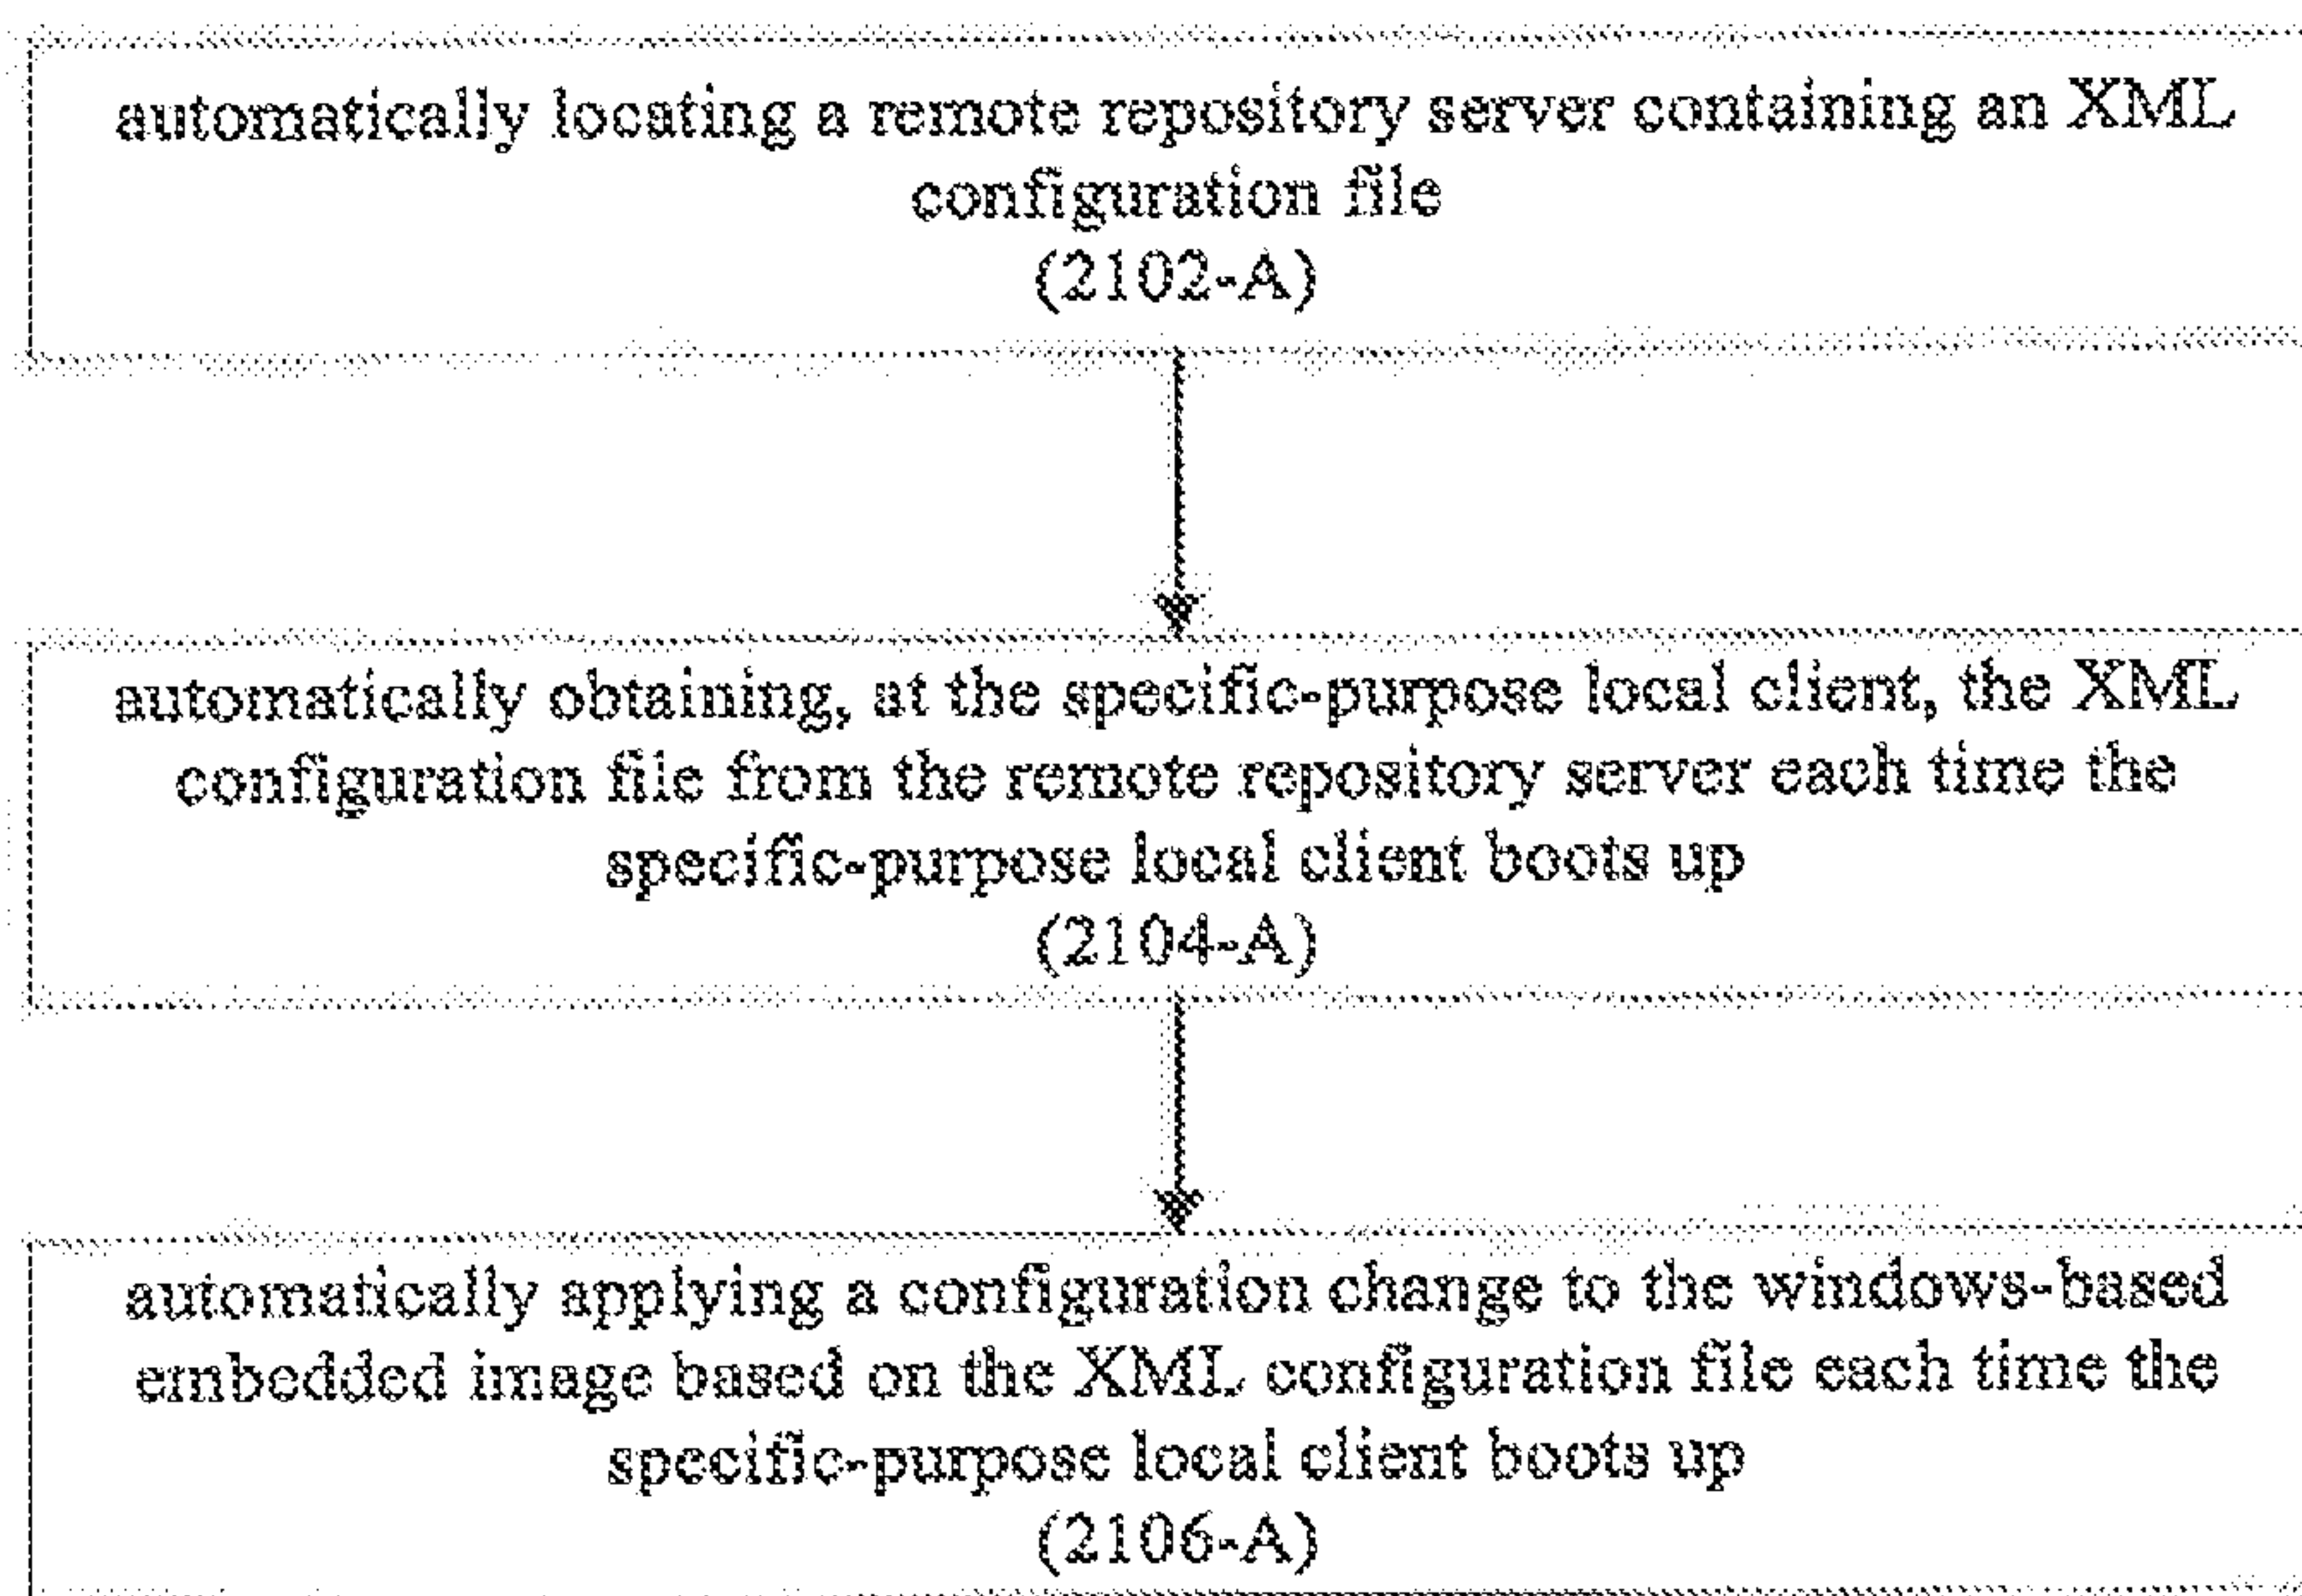 automatically locating a remote repository server containing an XML
configuration file
(2102-A)
automatically obtaining, at the specific-purpose local client, the XML
configuration file from the remote repository server each time the
specific-purpose local client boots up
(2104-A)
automatically applying a configuration change to the windows-based
embedded image based on the XML configuration file each time the
specific-purpose local client boots up
(2106-A)